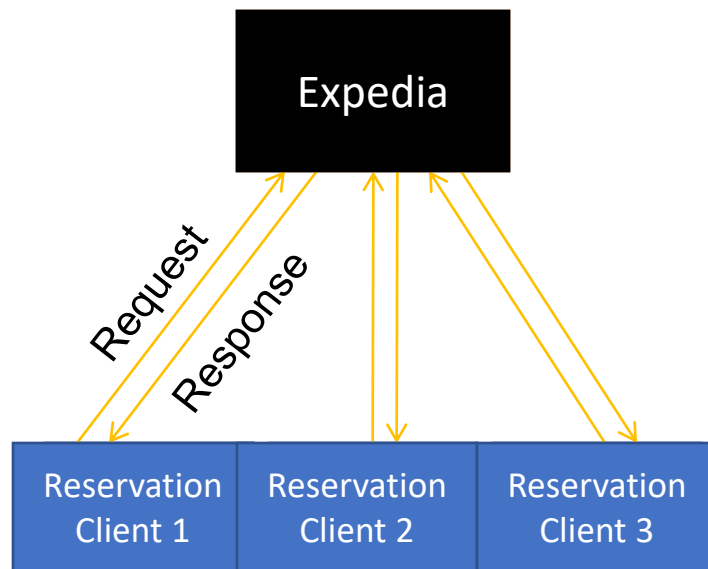 Expedia
Request
Response
Reservation
Client 1
Reservation
Client 2
Reservation
Client 3